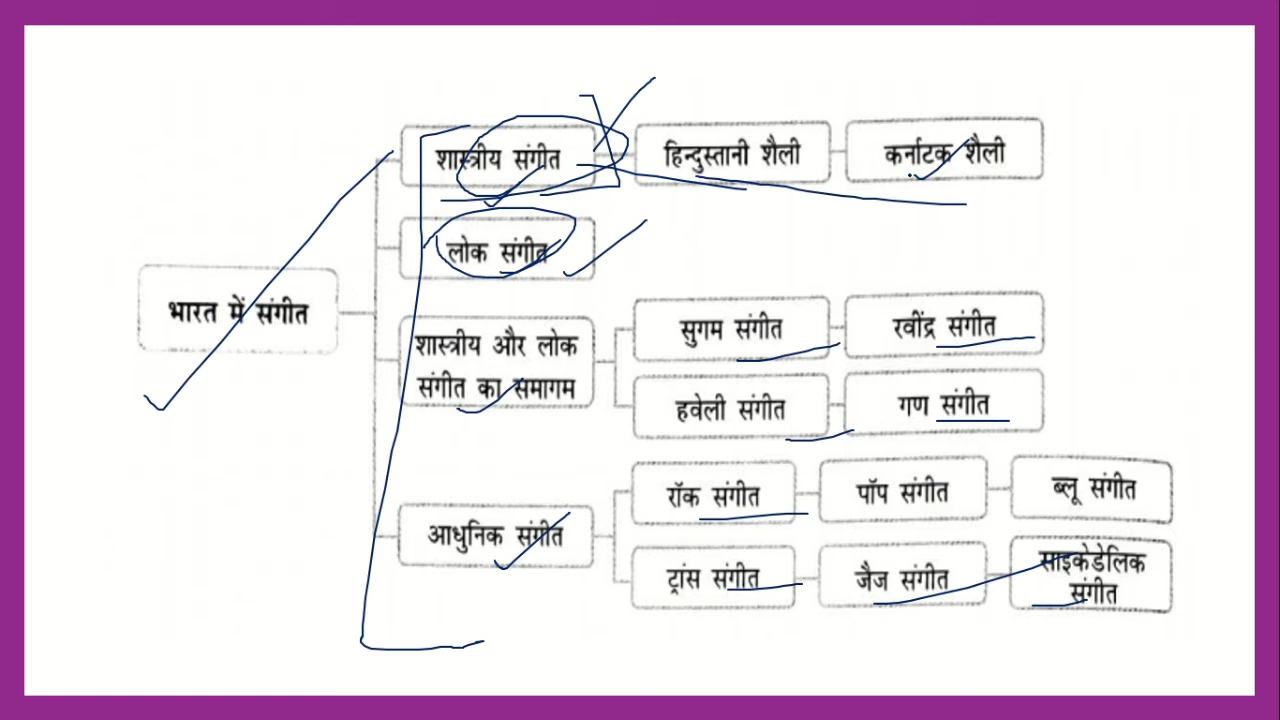 शास्त्रीय संगीत
हिन्दुस्तानी शैली
कर्नाटक शैली
लोक संगीत
भारत में संगीत
शास्त्रीय और लोक
संगीत का समागम
सुगम संगीत
रवींद्र संगीत
हवेली संगीत
गण संगीत
आधुनिक संगीत
रॉक संगीत
पॉप संगीत
ब्लू संगीत
ट्रांस संगीत
जैज संगीत
साइकेडेलिक
संगीत